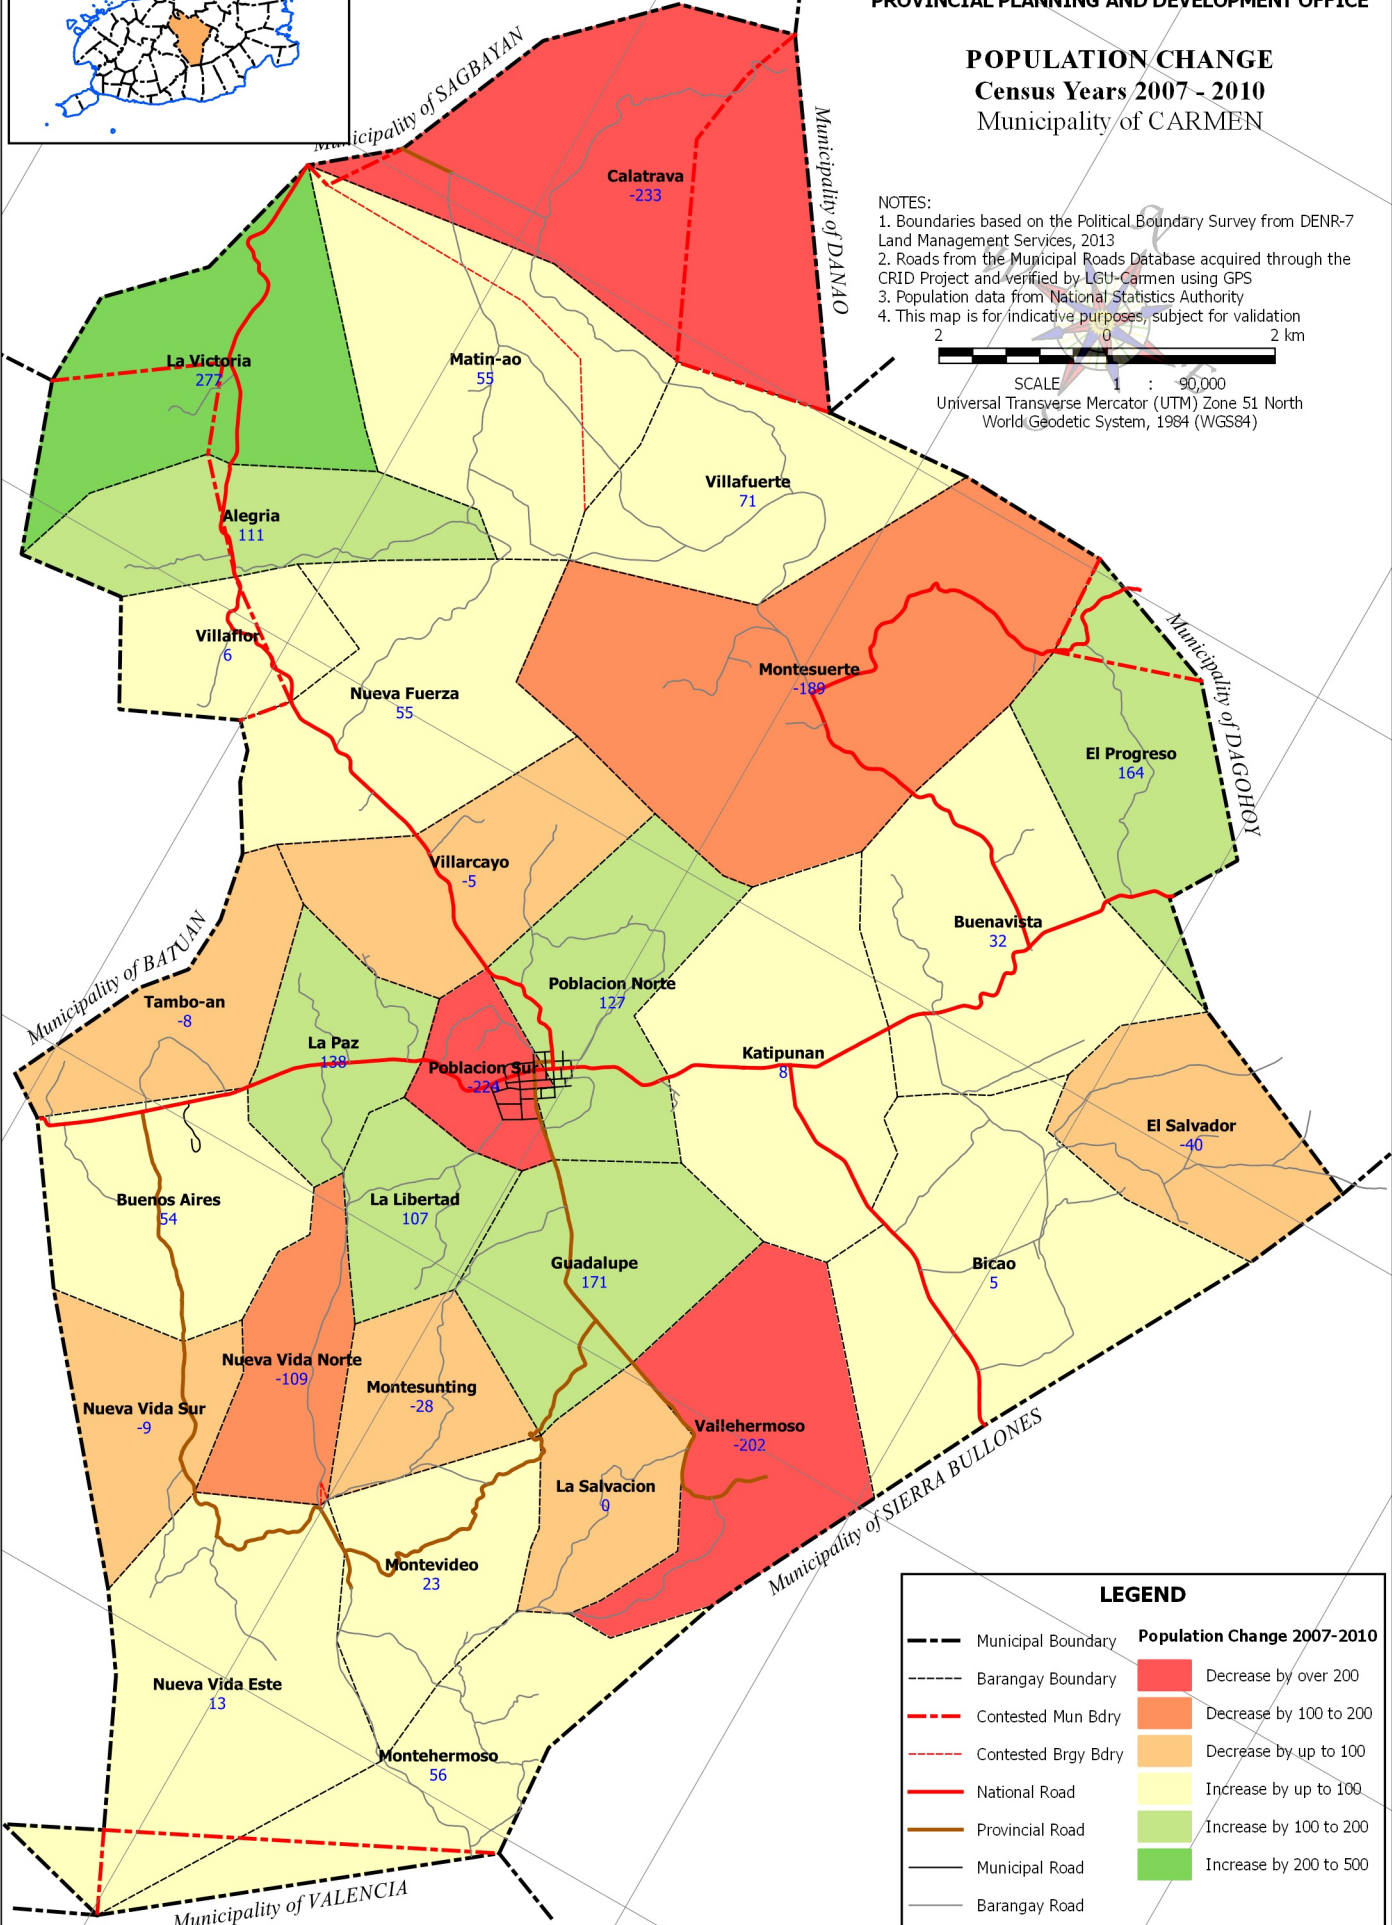 PROVINCIAL PLANNING AND DEVELOPMENT OFFICE
POPULATION CHANGE
Census Years 2007 - 2010
Municipality of CARMEN
NOTES:
1. Boundaries based on the Political Boundary Survey from DENR-7
Land Management Services, 2013
2. Roads from the Municipal Roads Database acquired through the
CRID Project and verified by LGU-Carmen using GPS
3. Population data from National Statistics Authority
4. This map is for indicative purposes, subject for validation
2 0 2 km
SCALE 1 : 90,000
Universal Transverse Mercator (UTM) Zone 51 North
World Geodetic System, 1984 (WGS84)
Municipality of SAGBAYAN
Municipality of DANAO
Calatrava
-233
La Victoria
277
Matin-ao
55
Villafuerte
71
Alegria
111
Villaflor
6
Nueva Fuerza
55
Montesuerte
-189
Municipality of DAGOHOY
El Progreso
164
Villarcayo
-5
Buenavista
32
Municipality of BATUAN
Tambo-an
-8
Poblacion Norte
127
La Paz
138
Poblacion Sur
-224
Katipunan
8
El Salvador
-40
Buenos Aires
54
La Libertad
107
Guadalupe
171
Bicao
5
Nueva Vida Norte
-109
Montesunting
-28
Nueva Vida Sur
-9
Vallehermoso
-202
La Salvacion
0
Municipality of SIERRA BULLONES
Montevideo
23
Nueva Vida Este
13
Montehermoso
56
Municipality of VALENCIA
LEGEND
Municipal Boundary
Barangay Boundary
Contested Mun Bdry
Contested Brgy Bdry
National Road
Provincial Road
Municipal Road
Barangay Road
Population Change 2007-2010
Decrease by over 200
Decrease by 100 to 200
Decrease by up to 100
Increase by up to 100
Increase by 100 to 200
Increase by 200 to 500